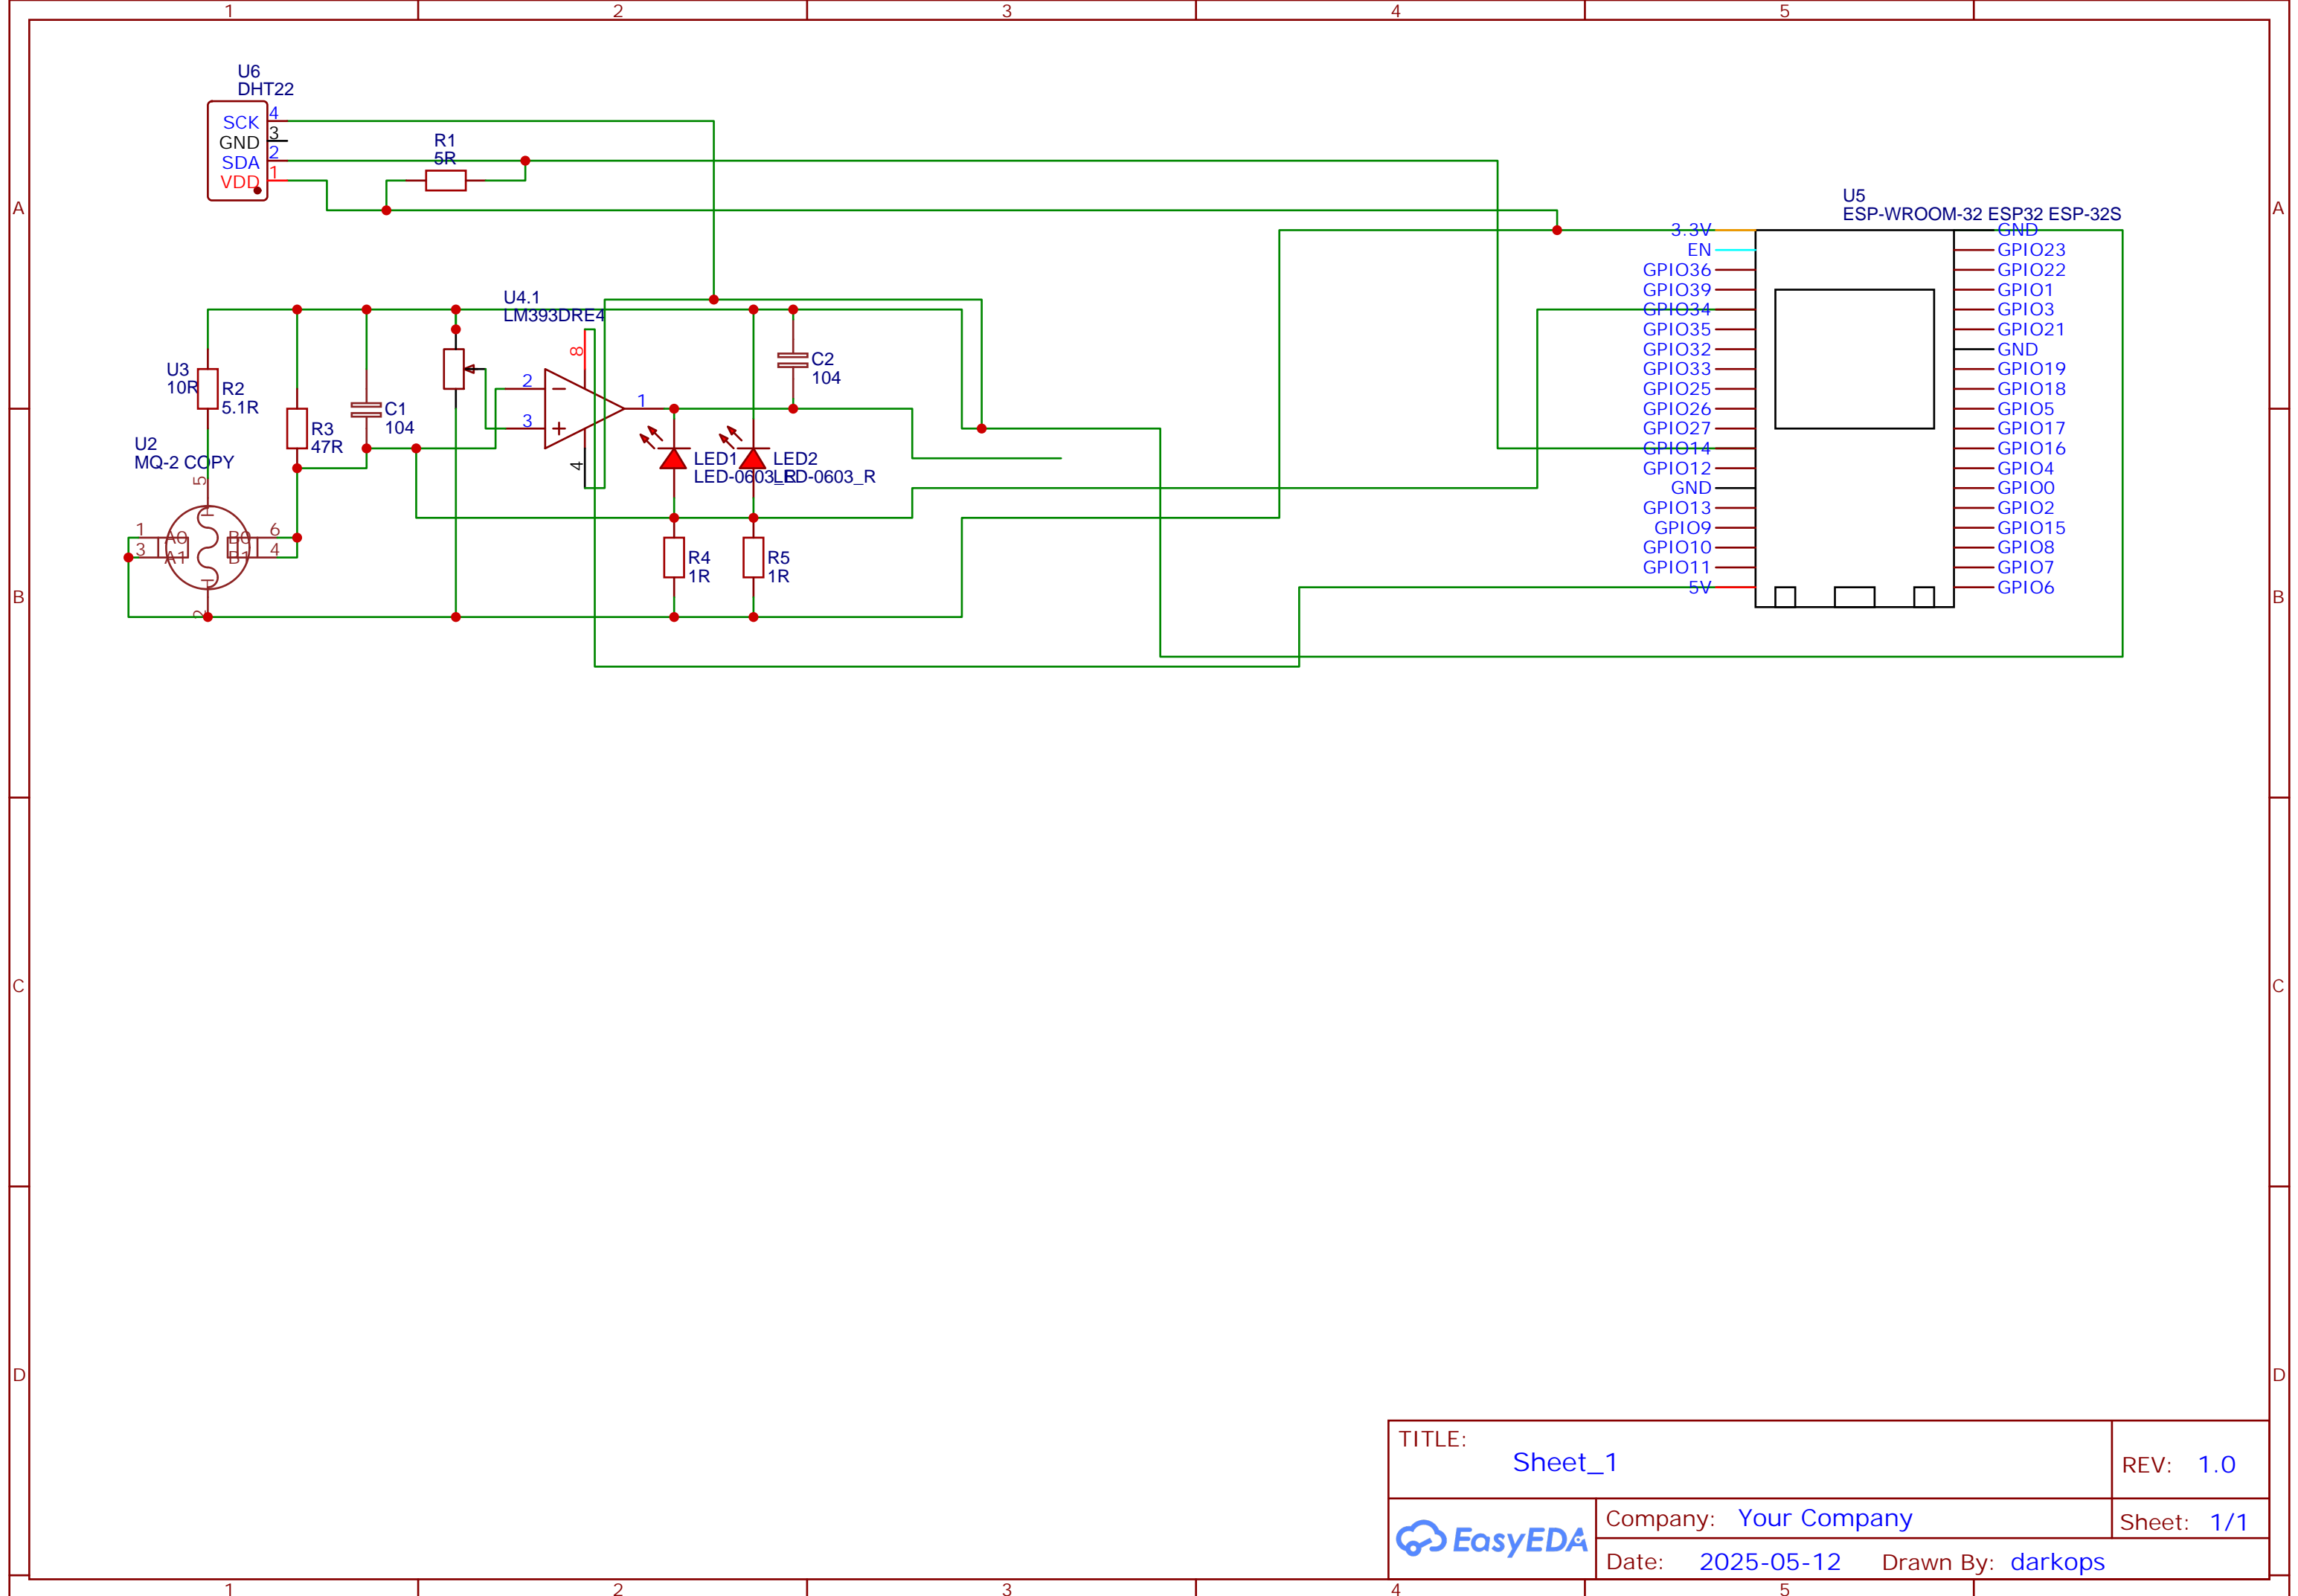 1 2 3 4 5
U6
DHT22
4
SCK
3
GND
2
SDA
1
VDD
R1
5R
A
A
U5
ESP-WROOM-32 ESP32 ESP-32S
3.3V
EN
GPIO36
GPIO39
GPIO34
GPIO35
GPIO32
GPIO33
GPIO25
GPIO26
GPIO27
GPIO14
GPIO12
GND
GPIO13
GPIO9
GPIO10
GPIO11
5V
GND
GPIO23
GPIO22
GPIO1
GPIO3
GPIO21
GND
GPIO19
GPIO18
GPIO5
GPIO17
GPIO16
GPIO4
GPIO0
GPIO2
GPIO15
GPIO8
GPIO7
GPIO6
U4.1
LM393DRE4
8
2
3
1
4
C2
104
U3
10R
R2
5.1R
C1
104
R3
47R
U2
MQ-2 COPY
5
1
A0
3
A1
6
B0
4
B1
2
LED1
LED-0603_R
LED2
LED-0603_R
R4
1R
R5
1R
B
B
C
C
D
D
TITLE:
Sheet_1
REV: 1.0
EasyEDA
Company: Your Company
Sheet: 1/1
Date: 2025-05-12 Drawn By: darkops
1 2 3 4 5